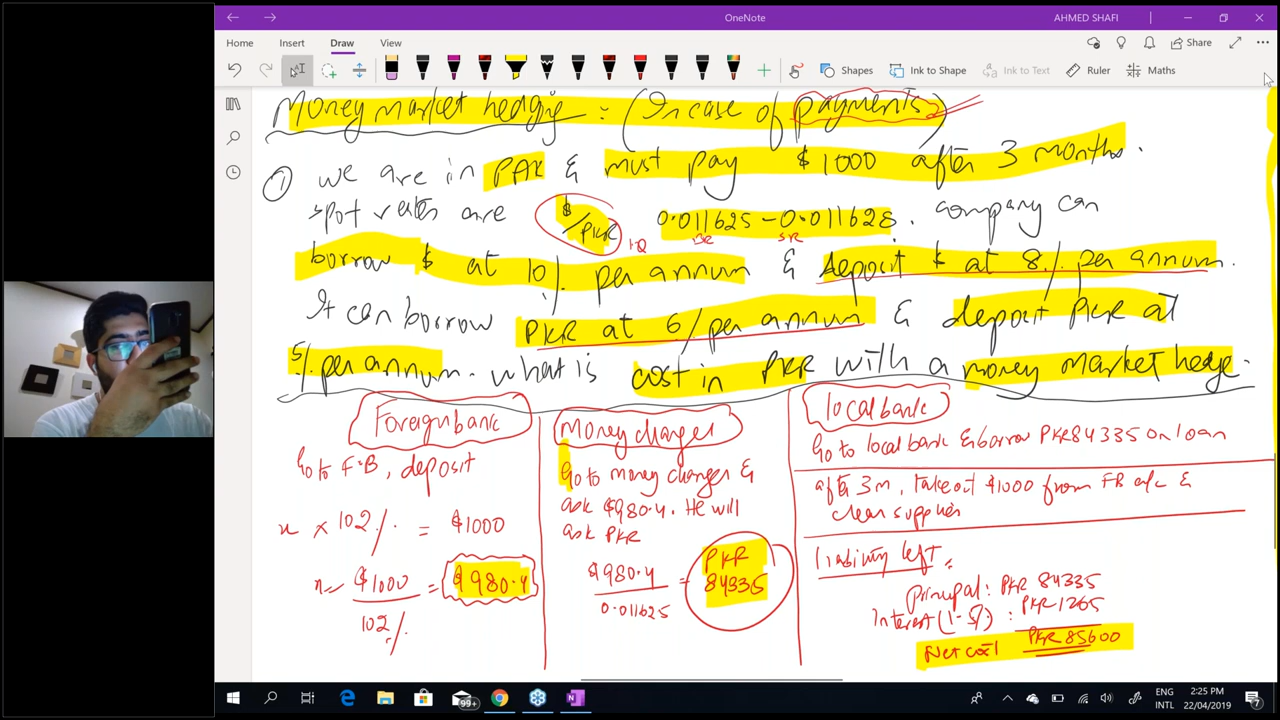 OneNote
AHMED SHAFI
Home Insert Draw View
Share
Shapes
Ink to Shape
Ink to Text
Ruler
Maths
Money market hedging :- (In case of payments)
① we are in PAK & must pay $1000 after 3 months.
spot rates are $/PKR 0.011625 - 0.011628. company can
BR SR
borrow $ at 10% per annum & deposit $ at 8% per annum.
It can borrow PKR at 6% per annum & deposit PKR at
5% per annum. what is cost in PKR with a money market hedge.
Foreign bank
Go to F.B, deposit
x × 102% = $1000
x = $1000 = $980.4
102%
Money changer
Go to money changer &
ask $980.4. He will
ask PKR
$980.4 = PKR 84335
0.011625
local bank
Go to local bank & borrow PKR 84335 on loan
after 3m, take out $1000 from FB a/c &
clear supplier
liability left :-
Principal : PKR 84335
Interest (1.5%) : PKR 1265
Net cost PKR 85600
99+
ENG
INTL
2:25 PM
22/04/2019
7